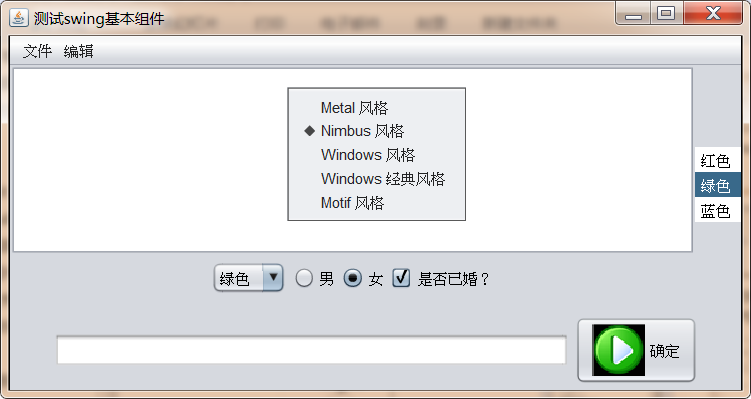 测试swing基本组件
文件 编辑
Metal 风格
Nimbus 风格
Windows 风格
Windows 经典风格
Motif 风格
红色
绿色
蓝色
绿色 男 女 是否已婚？
确定